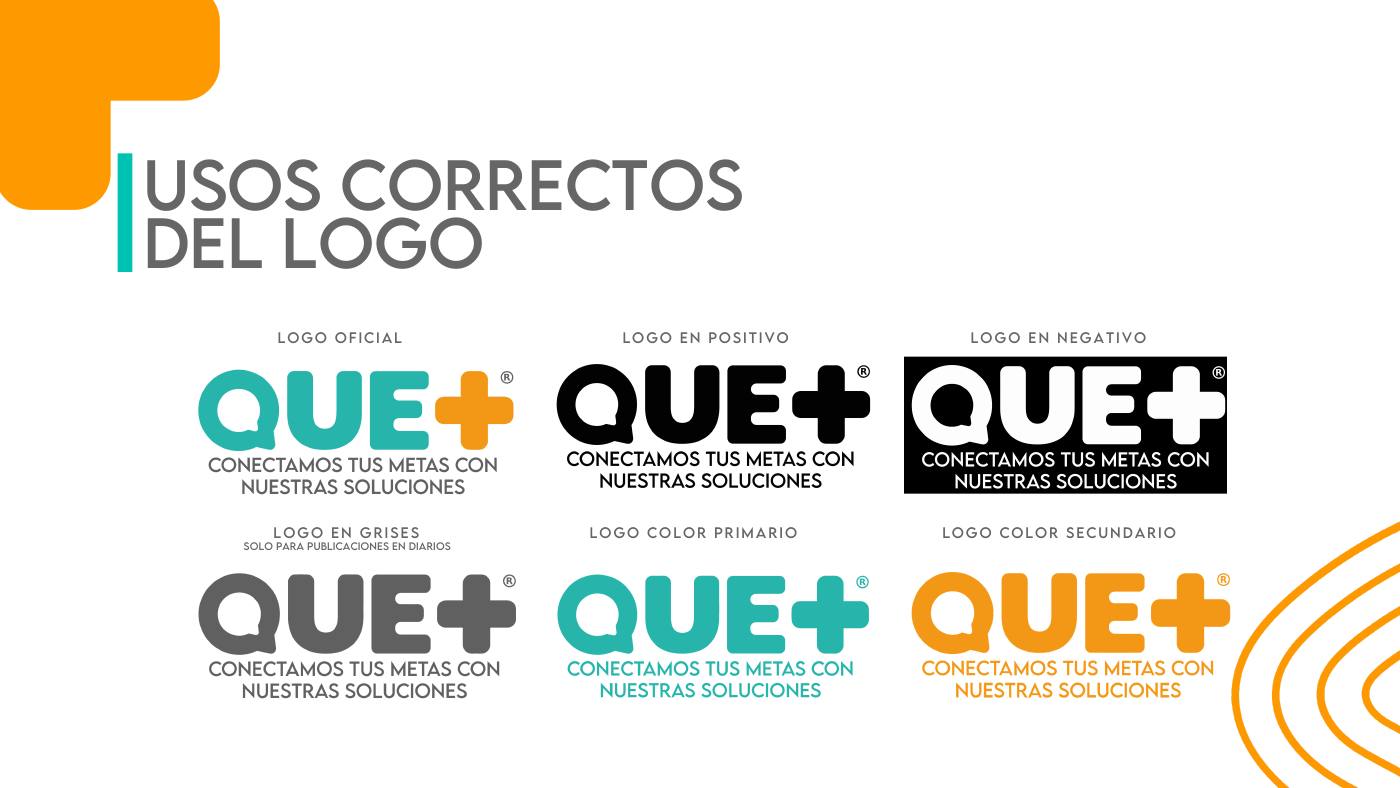 USOS CORRECTOS
DEL LOGO
LOGO OFICIAL
QUE+®
CONECTAMOS TUS METAS CON
NUESTRAS SOLUCIONES
LOGO EN POSITIVO
QUE+®
CONECTAMOS TUS METAS CON
NUESTRAS SOLUCIONES
LOGO EN NEGATIVO
QUE+®
CONECTAMOS TUS METAS CON
NUESTRAS SOLUCIONES
LOGO EN GRISES
SOLO PARA PUBLICACIONES EN DIARIOS
QUE+®
CONECTAMOS TUS METAS CON
NUESTRAS SOLUCIONES
LOGO COLOR PRIMARIO
QUE+®
CONECTAMOS TUS METAS CON
NUESTRAS SOLUCIONES
LOGO COLOR SECUNDARIO
QUE+®
CONECTAMOS TUS METAS CON
NUESTRAS SOLUCIONES